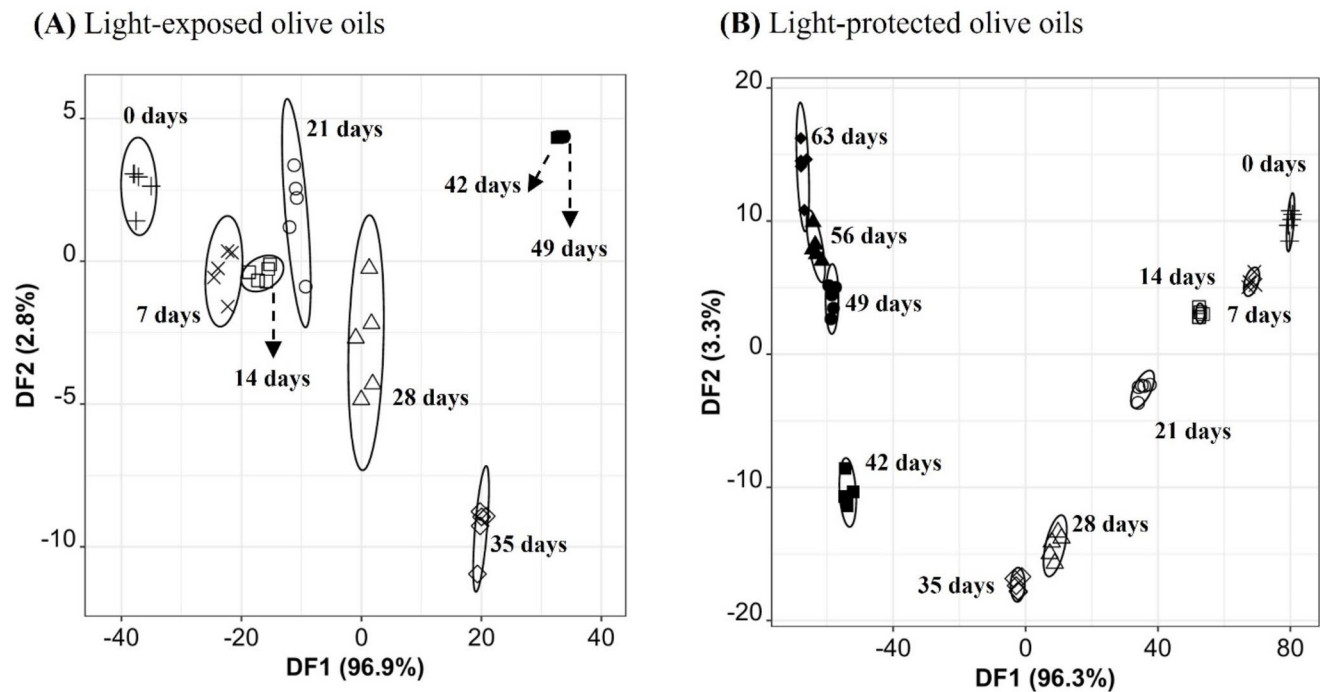 (A) Light-exposed olive oils
5
0
-5
-10
-40
-20
0
20
40
DF2 (2.8%)
DF1 (96.9%)
0 days
7 days
14 days
21 days
28 days
35 days
42 days
49 days
(B) Light-protected olive oils
20
10
0
-10
-20
-40
0
40
80
DF2 (3.3%)
DF1 (96.3%)
63 days
56 days
49 days
42 days
35 days
28 days
21 days
14 days
7 days
0 days